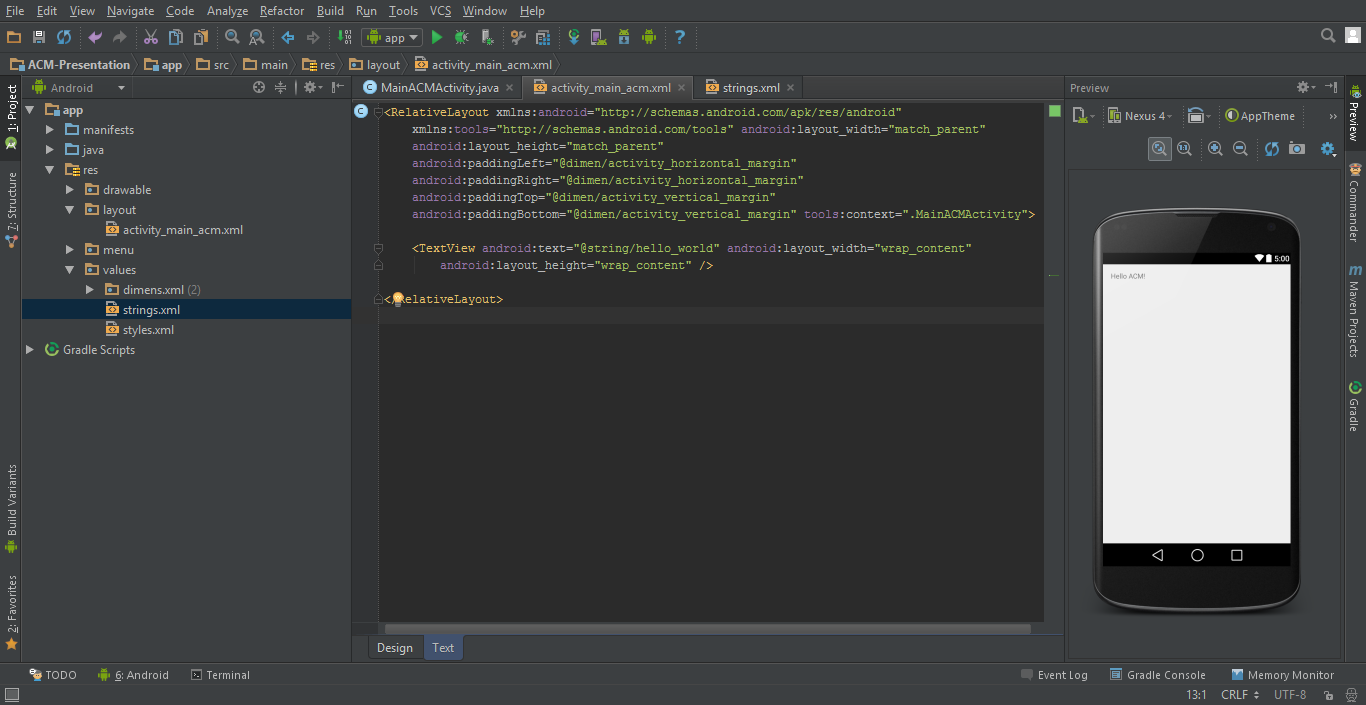 File Edit View Navigate Code Analyze Refactor Build Run Tools VCS Window Help
app
ACM-Presentation app src main res layout activity_main_acm.xml
Android
MainACMActivity.java activity_main_acm.xml strings.xml
Preview
1: Project
7: Structure
Build Variants
2: Favorites
app
manifests
java
res
drawable
layout
activity_main_acm.xml
menu
values
dimens.xml (2)
strings.xml
styles.xml
Gradle Scripts
<RelativeLayout xmlns:android="http://schemas.android.com/apk/res/android"
xmlns:tools="http://schemas.android.com/tools" android:layout_width="match_parent"
android:layout_height="match_parent"
android:paddingLeft="@dimen/activity_horizontal_margin"
android:paddingRight="@dimen/activity_horizontal_margin"
android:paddingTop="@dimen/activity_vertical_margin"
android:paddingBottom="@dimen/activity_vertical_margin" tools:context=".MainACMActivity">
<TextView android:text="@string/hello_world" android:layout_width="wrap_content"
android:layout_height="wrap_content" />
</RelativeLayout>
Design Text
Nexus 4 AppTheme
1:1
5:00
Hello ACM!
Preview
Commander
Maven Projects
Gradle
TODO 6: Android Terminal Event Log Gradle Console Memory Monitor
13:1 CRLF UTF-8